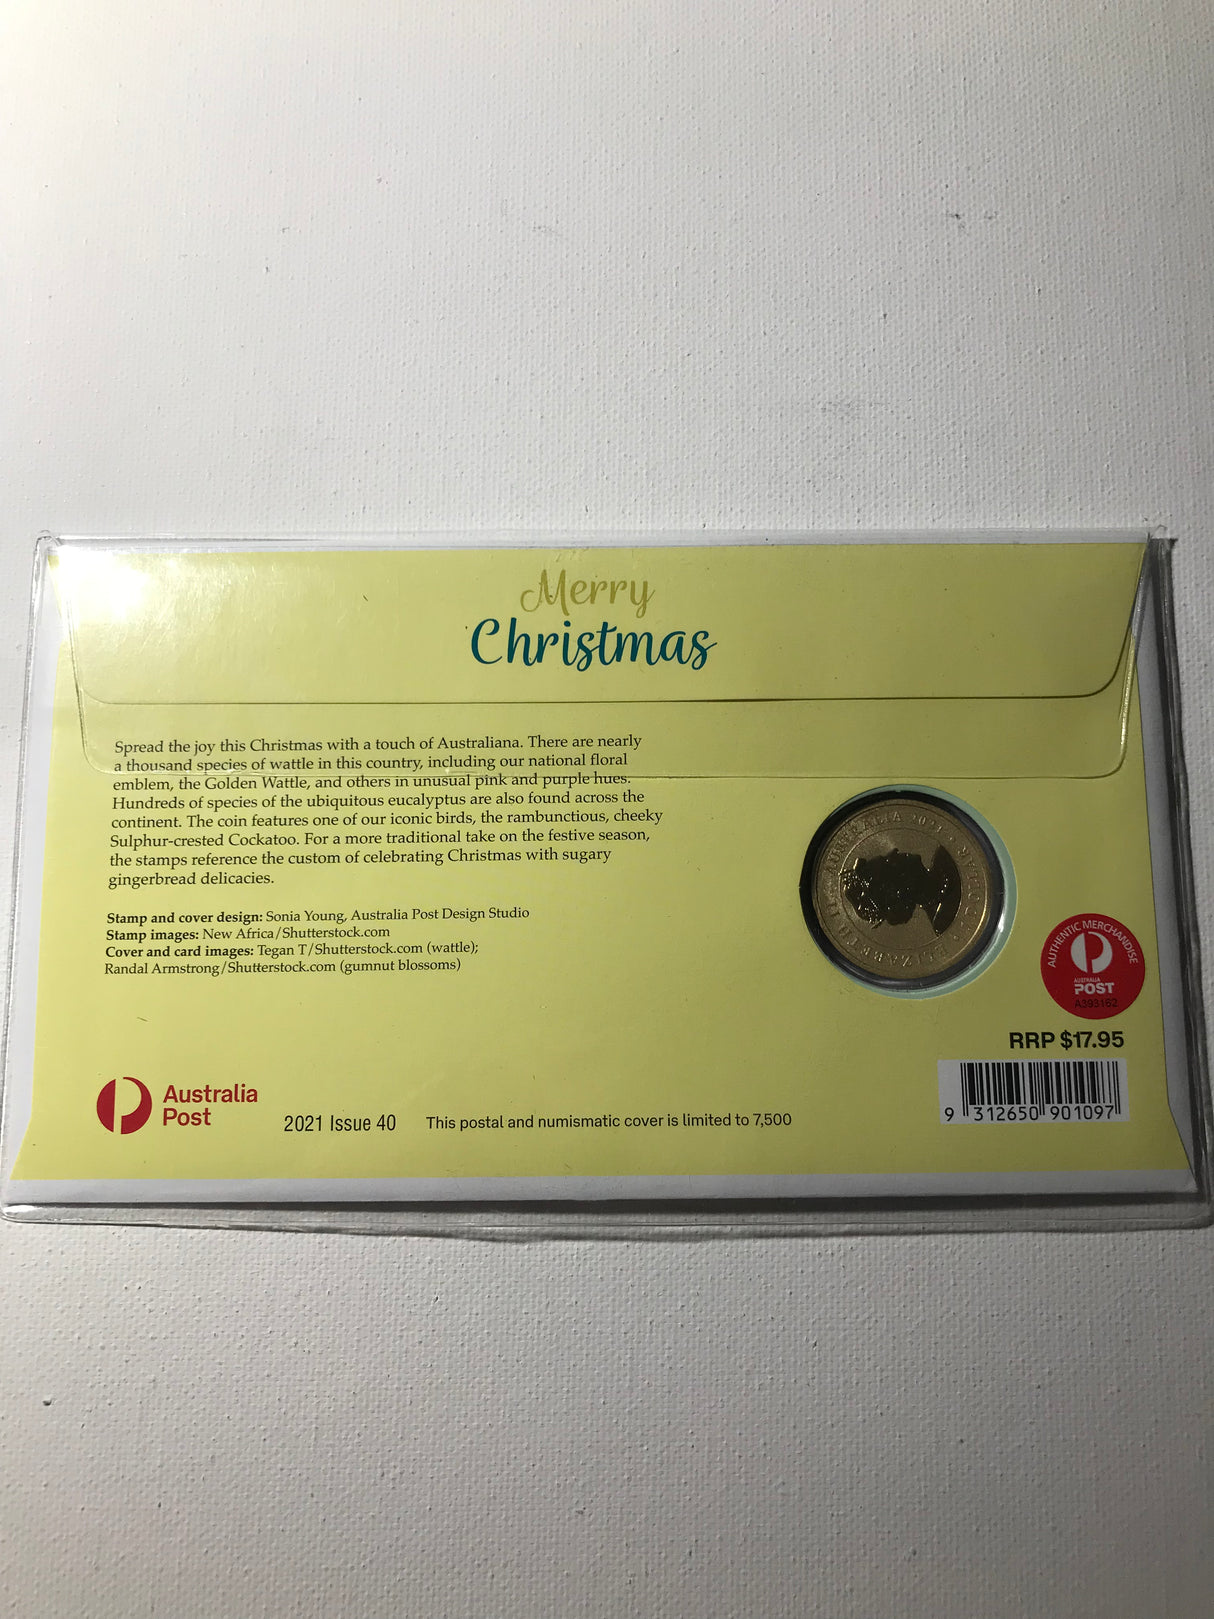 Merry
Christmas
Spread the joy this Christmas with a touch of Australiana. There are nearly
a thousand species of wattle in this country, including our national floral
emblem, the Golden Wattle, and others in unusual pink and purple hues.
Hundreds of species of the ubiquitous eucalyptus are also found across the
continent. The coin features one of our iconic birds, the rambunctious, cheeky
Sulphur-crested Cockatoo. For a more traditional take on the festive season,
the stamps reference the custom of celebrating Christmas with sugary
gingerbread delicacies.
Stamp and cover design: Sonia Young, Australia Post Design Studio
Stamp images: New Africa/Shutterstock.com
Cover and card images: Tegan T/Shutterstock.com (wattle);
Randal Armstrong/Shutterstock.com (gumnut blossoms)
ELIZABETH II AUSTRALIA 2021
1 DOLLAR
AUTHENTIC MERCHANDISE
AUSTRALIA
POST
A393162
RRP $17.95
9 312650 901097
Australia
Post
2021 Issue 40
This postal and numismatic cover is limited to 7,500